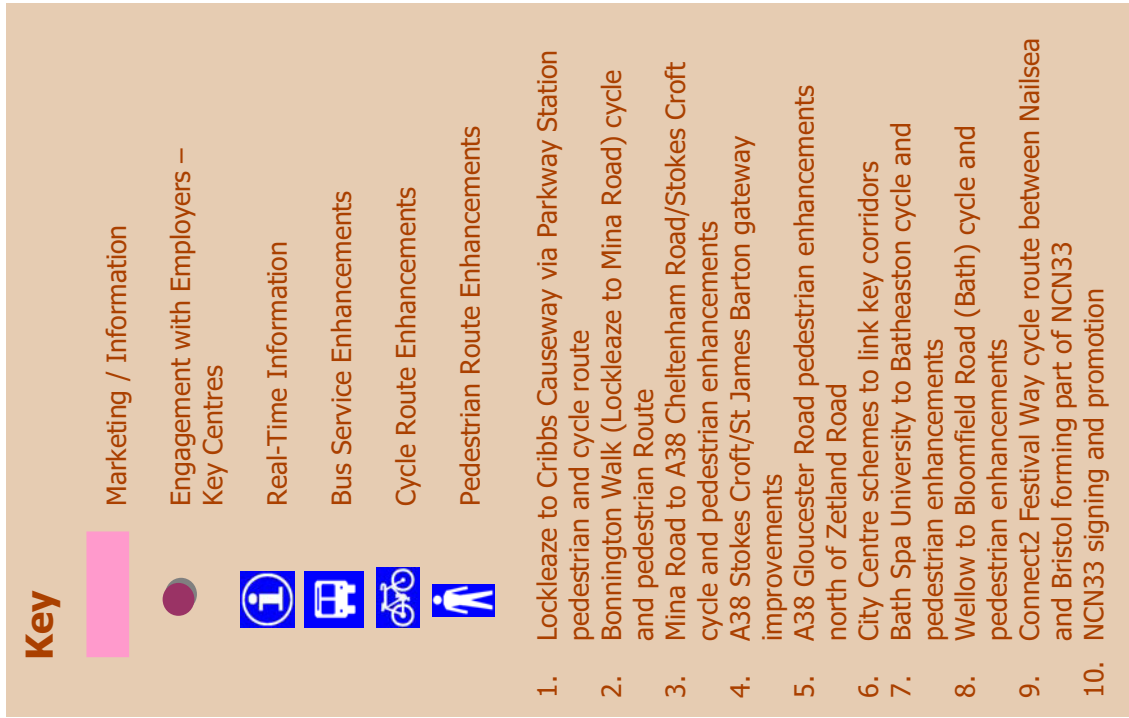 Key
Marketing / Information
Engagement with Employers –
Key Centres
Real-Time Information
Bus Service Enhancements
Cycle Route Enhancements
Pedestrian Route Enhancements
1. Lockleaze to Cribbs Causeway via Parkway Station
pedestrian and cycle route
2. Bonnington Walk (Lockleaze to Mina Road) cycle
and pedestrian Route
3. Mina Road to A38 Cheltenham Road/Stokes Croft
cycle and pedestrian enhancements
4. A38 Stokes Croft/St James Barton gateway
improvements
5. A38 Gloucester Road pedestrian enhancements
north of Zetland Road
6. City Centre schemes to link key corridors
7. Bath Spa University to Batheaston cycle and
pedestrian enhancements
8. Wellow to Bloomfield Road (Bath) cycle and
pedestrian enhancements
9. Connect2 Festival Way cycle route between Nailsea
and Bristol forming part of NCN33
10. NCN33 signing and promotion